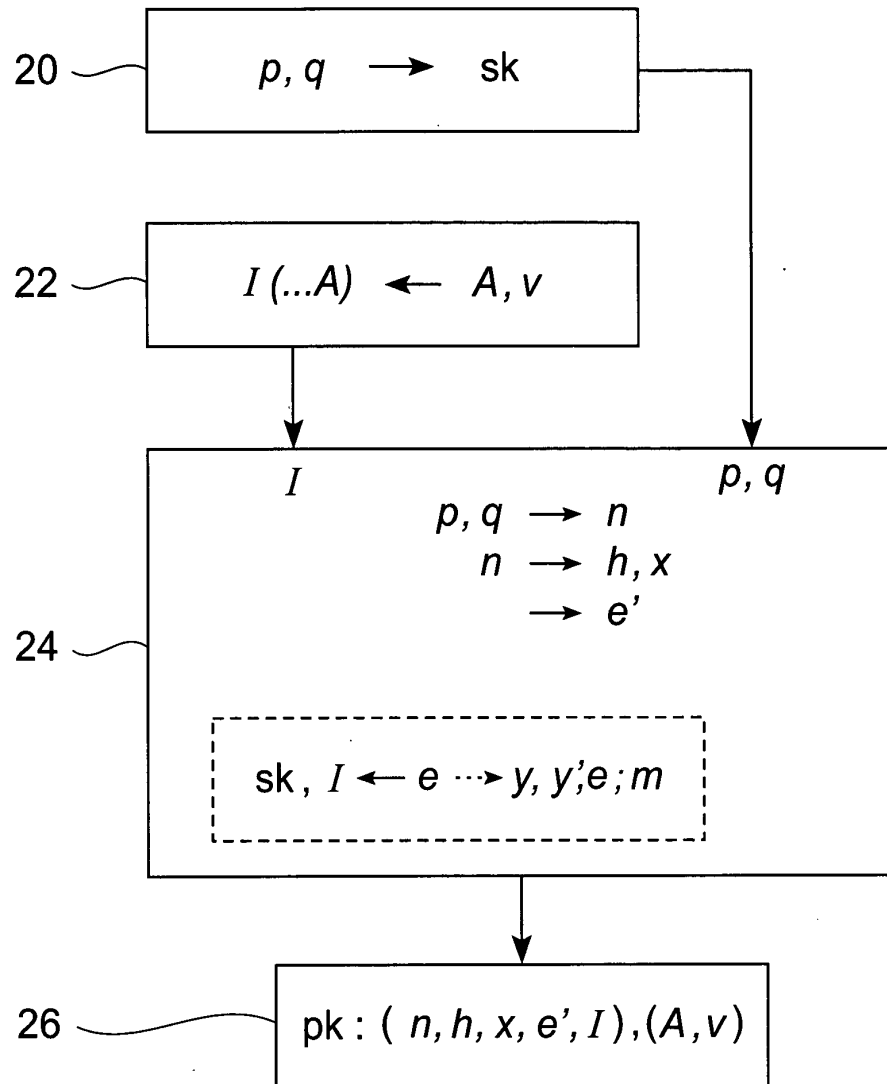 20 p, q → sk
22 I (...A) ← A, v
I p, q
p, q → n
n → h, x
→ e’
24
sk, I ← e ⋯→ y, y’,e ; m
26 pk : ( n, h, x, e’, I ),(A, v)